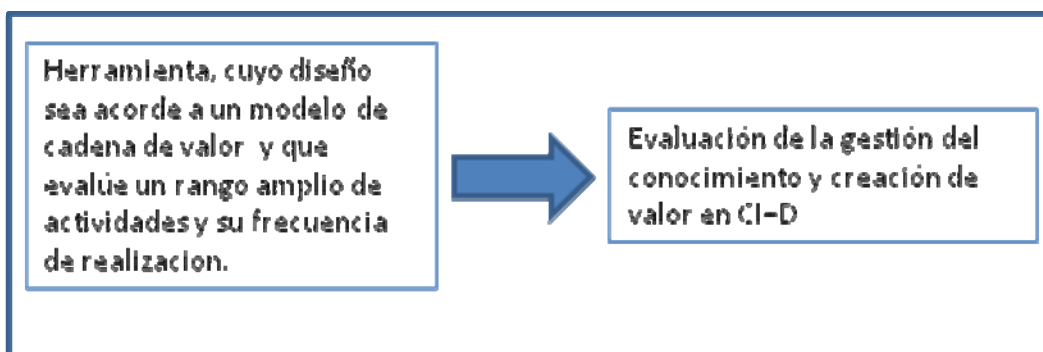 Herramienta, cuyo diseño
sea acorde a un modelo de
cadena de valor y que
evalúe un rango amplio de
actividades y su frecuencia
de realizacion.
Evaluación de la gestión del
conocimiento y creación de
valor en CI-D